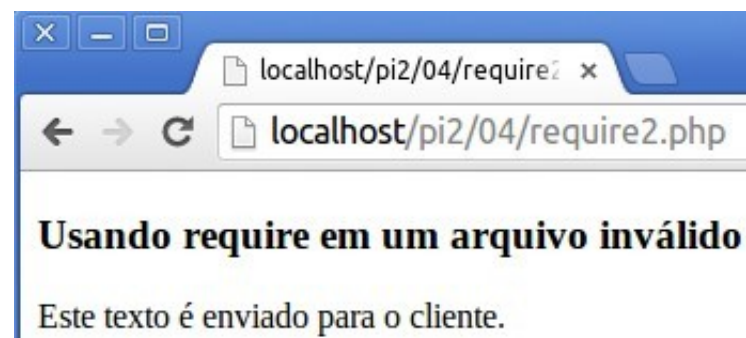 localhost/pi2/04/require2
localhost/pi2/04/require2.php
Usando require em um arquivo inválido
Este texto é enviado para o cliente.